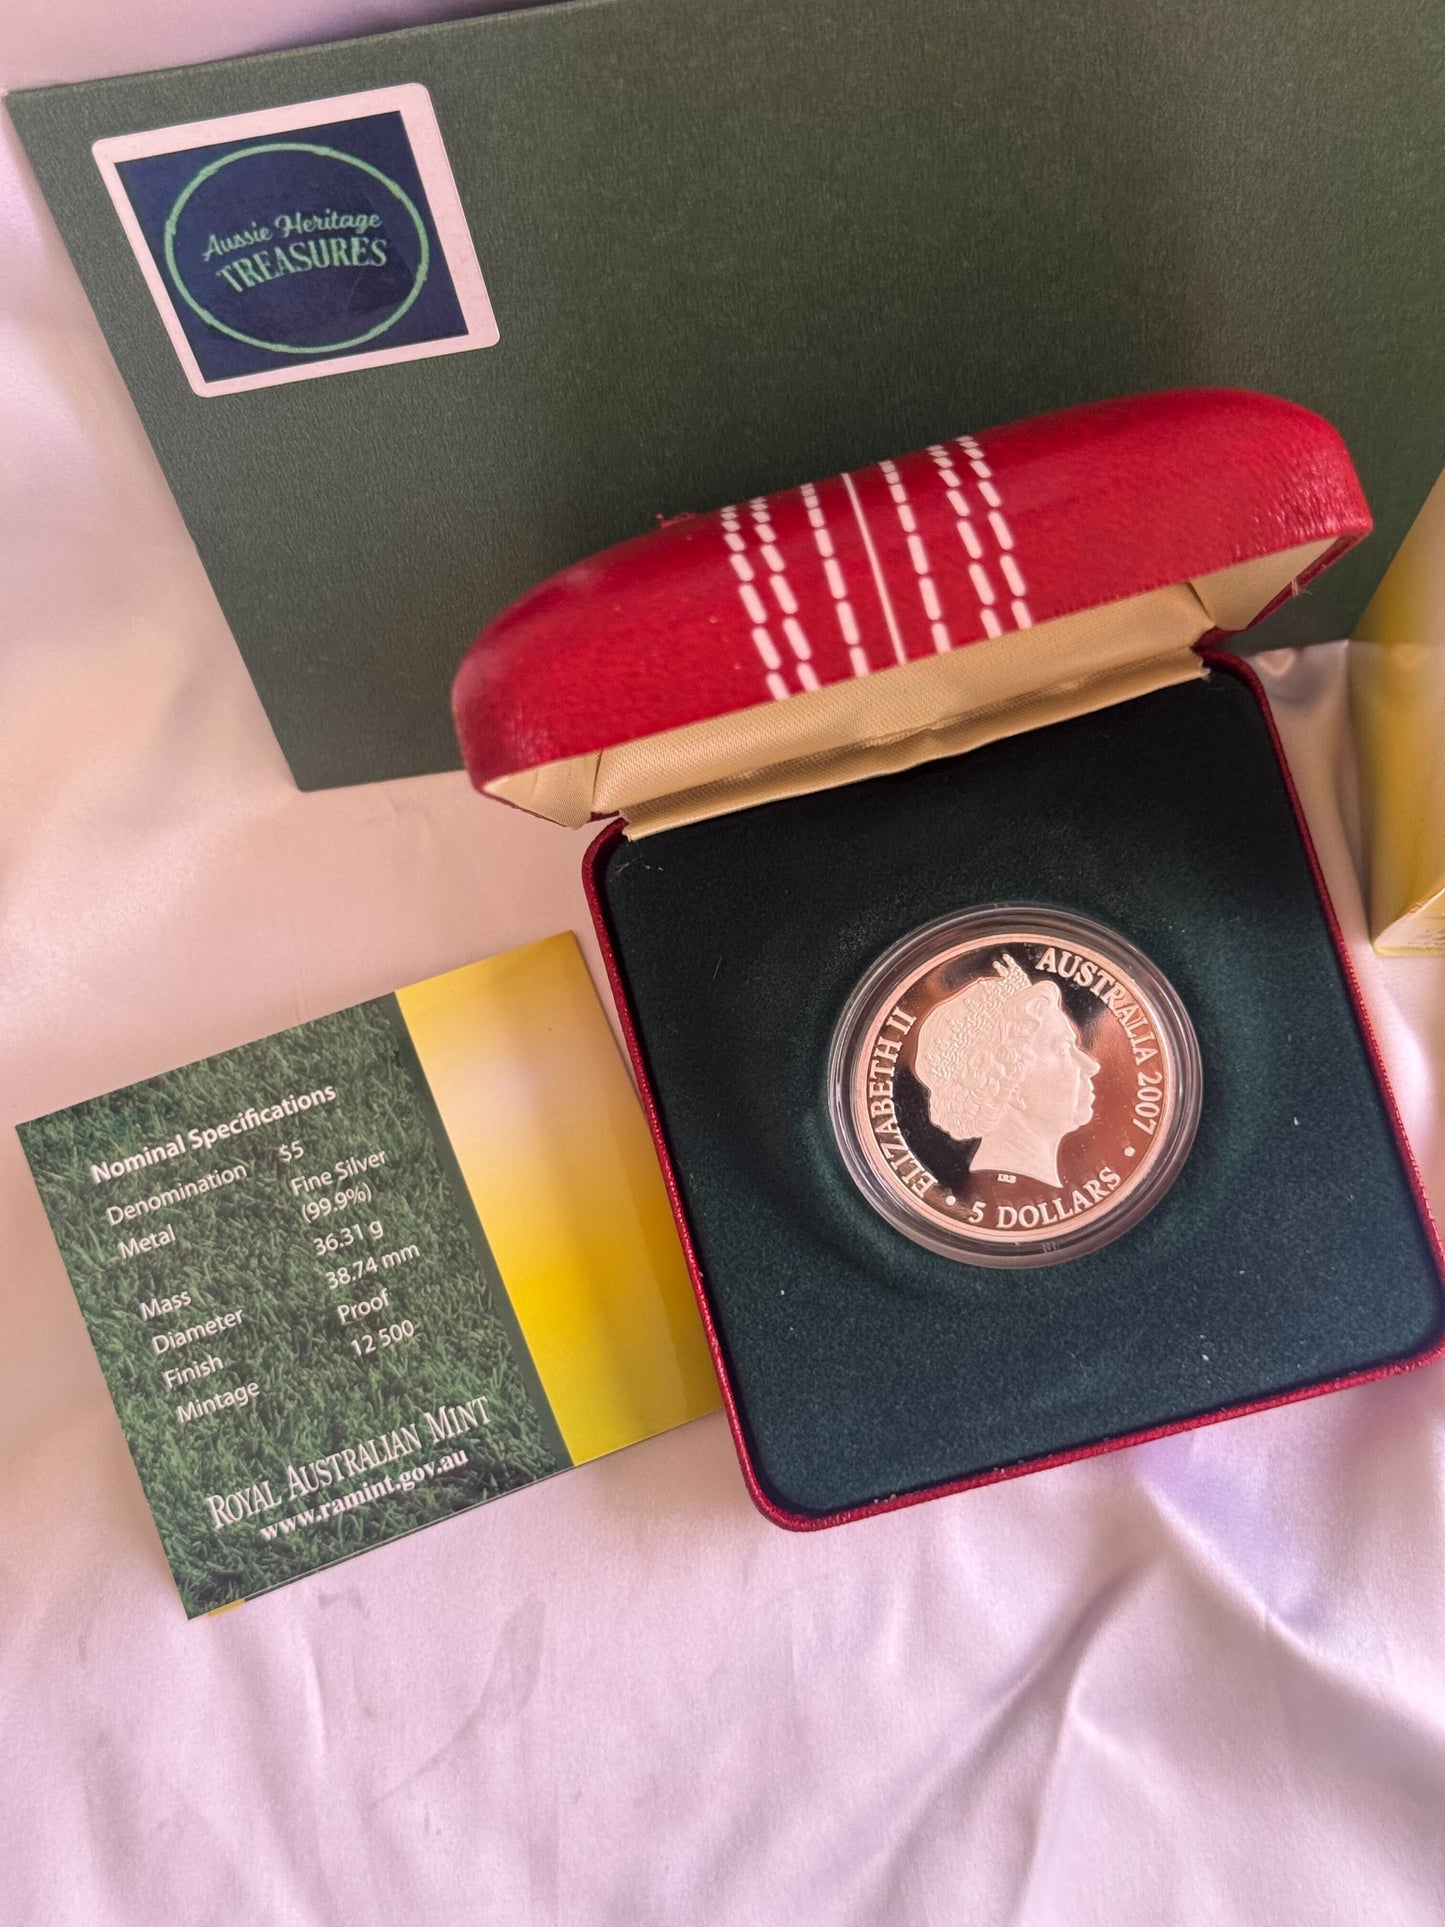 Aussie Heritage
TREASURES
ELIZABETH II
AUSTRALIA 2007
5 DOLLARS
IRB
Nominal Specifications
Denomination $5
Metal Fine Silver
(99.9%)
Mass 36.31 g
Diameter 38.74 mm
Finish Proof
Mintage 12 500
ROYAL AUSTRALIAN MINT
www.ramint.gov.au